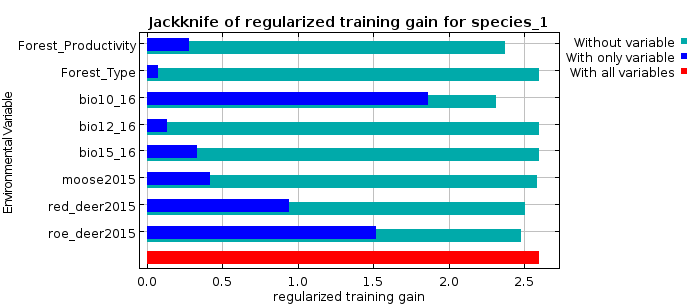 Jackknife of regularized training gain for species_1
Environmental Variable
Forest_Productivity
Forest_Type
bio10_16
bio12_16
bio15_16
moose2015
red_deer2015
roe_deer2015
0.0 0.5 1.0 1.5 2.0 2.5
regularized training gain
Without variable
With only variable
With all variables